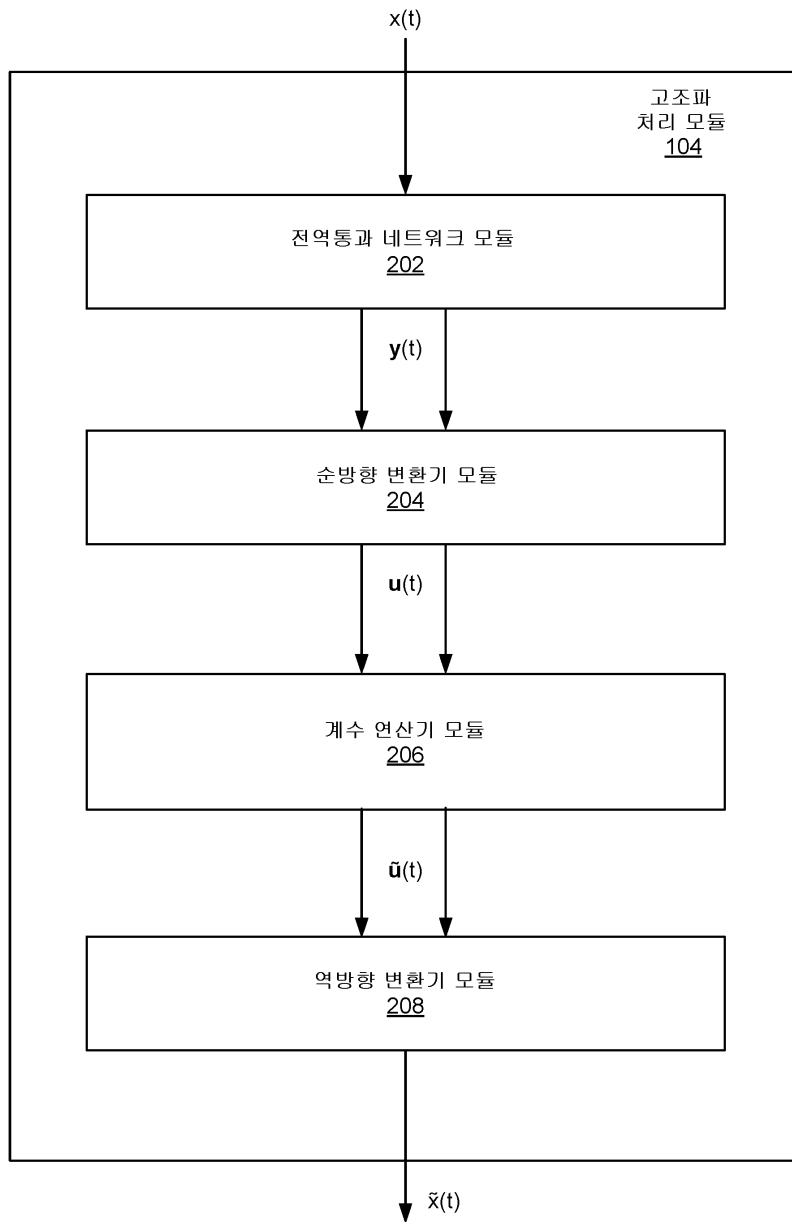 x(t)
고조파
처리 모듈
104
전역통과 네트워크 모듈
202
y(t)
순방향 변환기 모듈
204
u(t)
계수 연산기 모듈
206
ũ(t)
역방향 변환기 모듈
208
x̃(t)